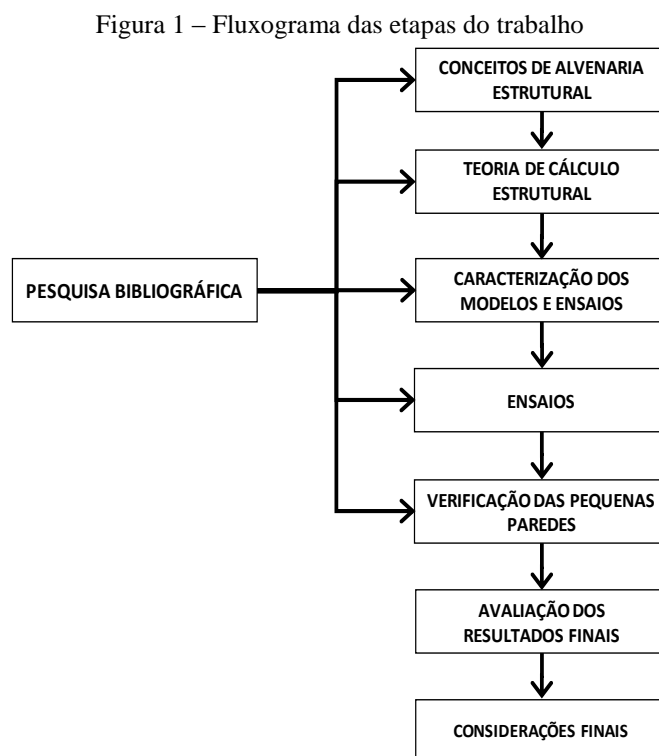 Figura 1 – Fluxograma das etapas do trabalho
CONCEITOS DE ALVENARIA
ESTRUTURAL
TEORIA DE CÁLCULO
ESTRUTURAL
PESQUISA BIBLIOGRÁFICA
CARACTERIZAÇÃO DOS
MODELOS E ENSAIOS
ENSAIOS
VERIFICAÇÃO DAS PEQUENAS
PAREDES
AVALIAÇÃO DOS
RESULTADOS FINAIS
CONSIDERAÇÕES FINAIS